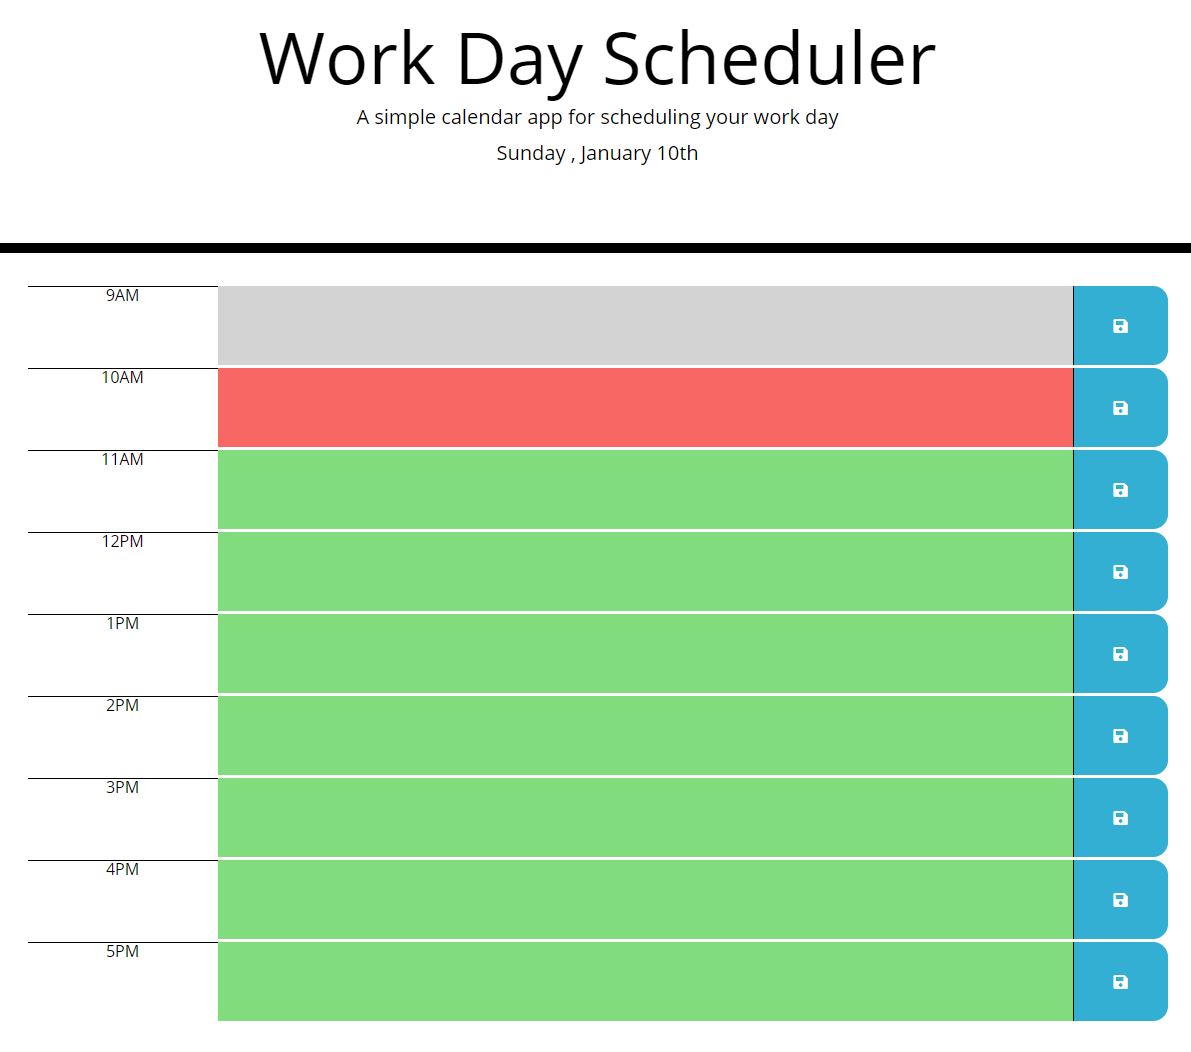 Work Day Scheduler
A simple calendar app for scheduling your work day
Sunday , January 10th
9AM
10AM
11AM
12PM
1PM
2PM
3PM
4PM
5PM